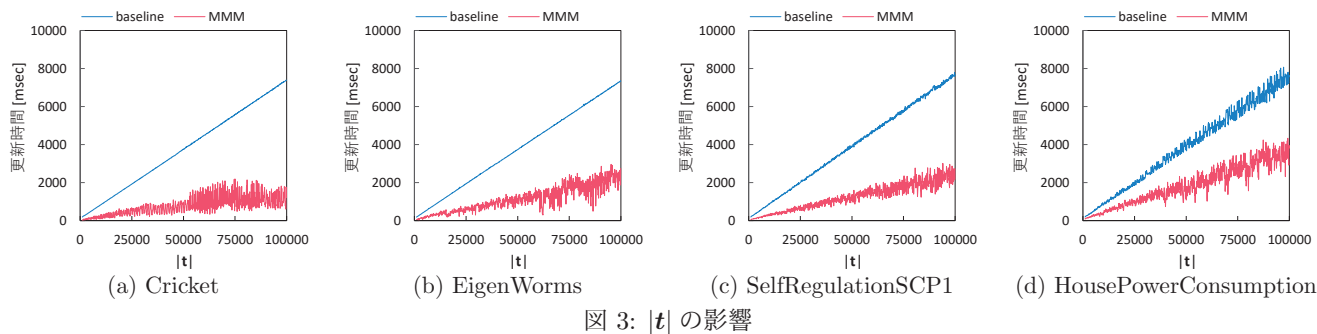 baseline MMM
10000
8000
6000
4000
2000
0
更新時間 [msec]
0 25000 50000 75000 100000
|t|
(a) Cricket
baseline MMM
10000
8000
6000
4000
2000
0
更新時間 [msec]
0 25000 50000 75000 100000
|t|
(b) EigenWorms
baseline MMM
10000
8000
6000
4000
2000
0
更新時間 [msec]
0 25000 50000 75000 100000
|t|
(c) SelfRegulationSCP1
baseline MMM
10000
8000
6000
4000
2000
0
更新時間 [msec]
0 25000 50000 75000 100000
|t|
(d) HousePowerConsumption
図 3: |t| の影響